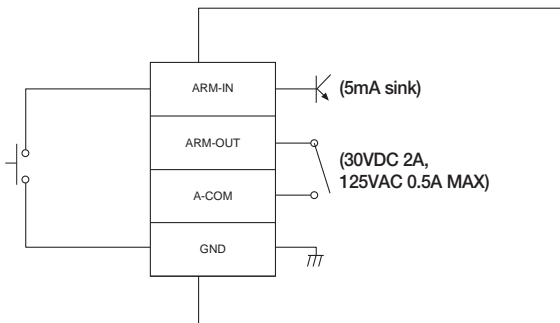 ARM-IN
(5mA sink)
ARM-OUT
(30VDC 2A,
125VAC 0.5A MAX)
A-COM
GND